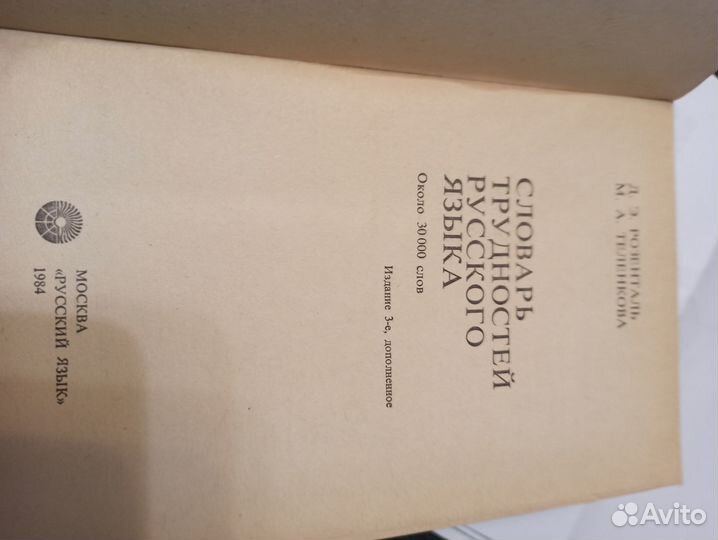 Д. Э. РОЗЕНТАЛЬ
М. А. ТЕЛЕНКОВА
СЛОВАРЬ
ТРУДНОСТЕЙ
РУССКОГО
ЯЗЫКА
Около 30 000 слов
Издание 3-е, дополненное
МОСКВА
«РУССКИЙ ЯЗЫК»
1984
Avito